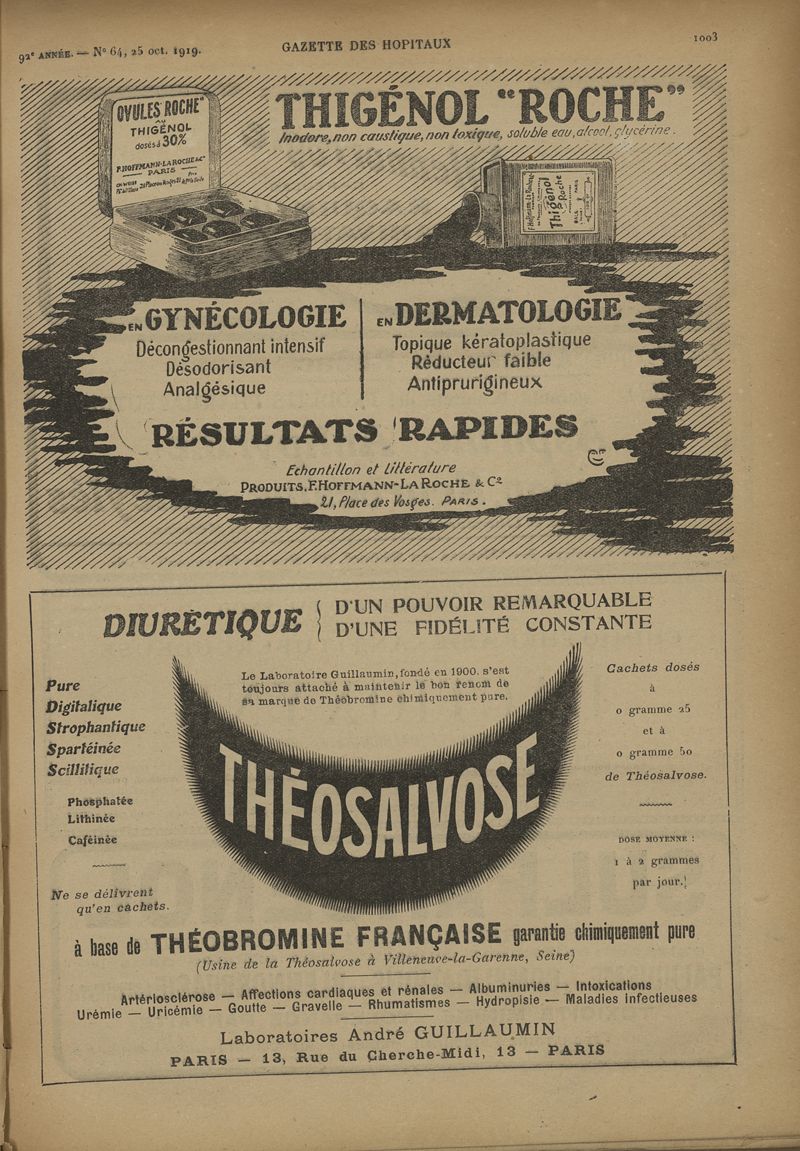 92e ANNÉE. — No 64, 25 oct. 1919.
GAZETTE DES HOPITAUX
1003
OVULES "ROCHE"
AU
THIGÉNOL
dosés à 30%
F. HOFFMANN-LA ROCHE & Co
PARIS
THIGÉNOL "ROCHE"
Inodore, non caustique, non toxique, soluble eau, alcool, glycérine.
Thigénol
Roche
EN GYNÉCOLOGIE
Décongestionnant intensif
Désodorisant
Analgésique
EN DERMATOLOGIE
Topique kératoplastique
Réducteur faible
Antiprurigineux
RÉSULTATS RAPIDES
Echantillon et Littérature
PRODUITS. F. HOFFMANN-LA ROCHE & Co
21, Place des Vosges. PARIS.
DIURÉTIQUE
D'UN POUVOIR REMARQUABLE
D'UNE FIDÉLITÉ CONSTANTE
Pure
Digitalique
Strophantique
Spartéinée
Scillitique
Phosphatée
Lithinée
Caféinée
Ne se délivrent
qu'en cachets.
Le Laboratoire Guillaumin, fondé en 1900, s'est
toujours attaché à maintenir le bon renom de
sa marque de Théobromine chimiquement pure.
THÉOSALVOSE
Cachets dosés
à
0 gramme 25
et à
0 gramme 50
de Théosalvose.
DOSE MOYENNE :
1 à 2 grammes
par jour.
à base de THÉOBROMINE FRANÇAISE garantie chimiquement pure
(Usine de la Théosalvose à Villeneuve-la-Garenne, Seine)
Artériosclérose — Affections cardiaques et rénales — Albuminuries — Intoxications
Urémie — Uricémie — Goutte — Gravelle — Rhumatismes — Hydropisie — Maladies infectieuses
Laboratoires André GUILLAUMIN
PARIS — 13, Rue du Cherche-Midi, 13 — PARIS